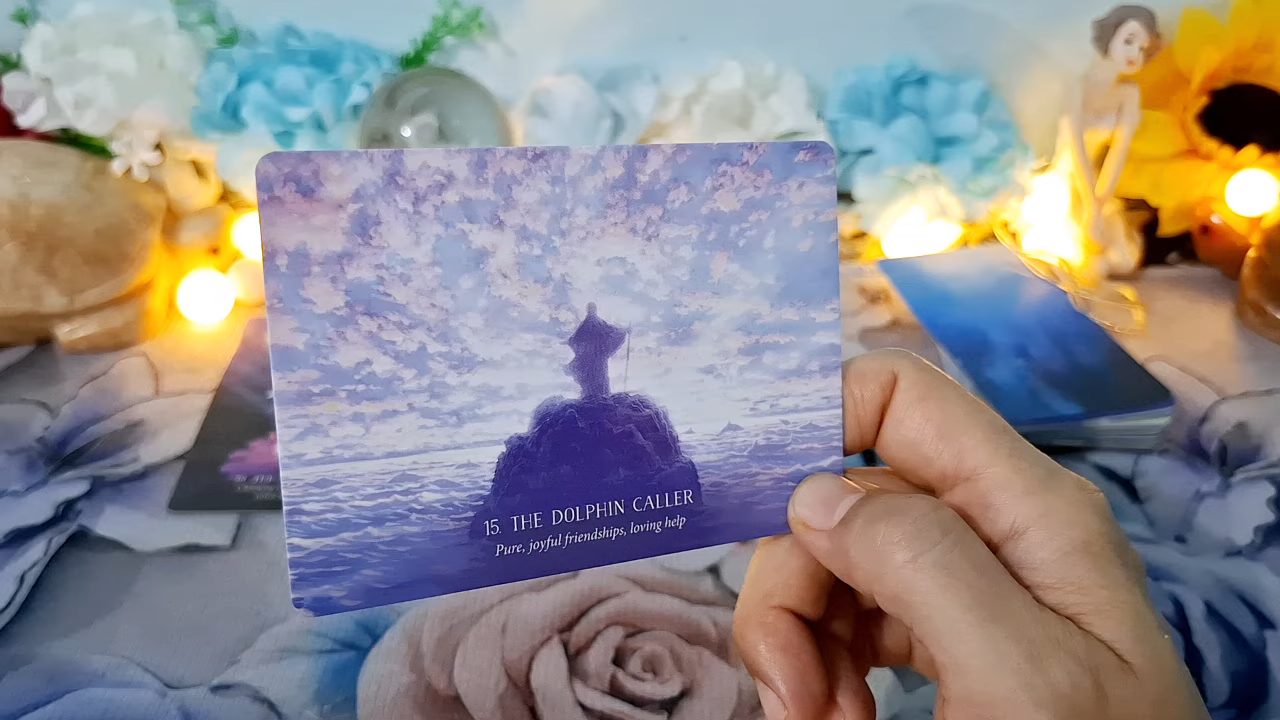 15. THE DOLPHIN CALLER
Pure, joyful friendships, loving help